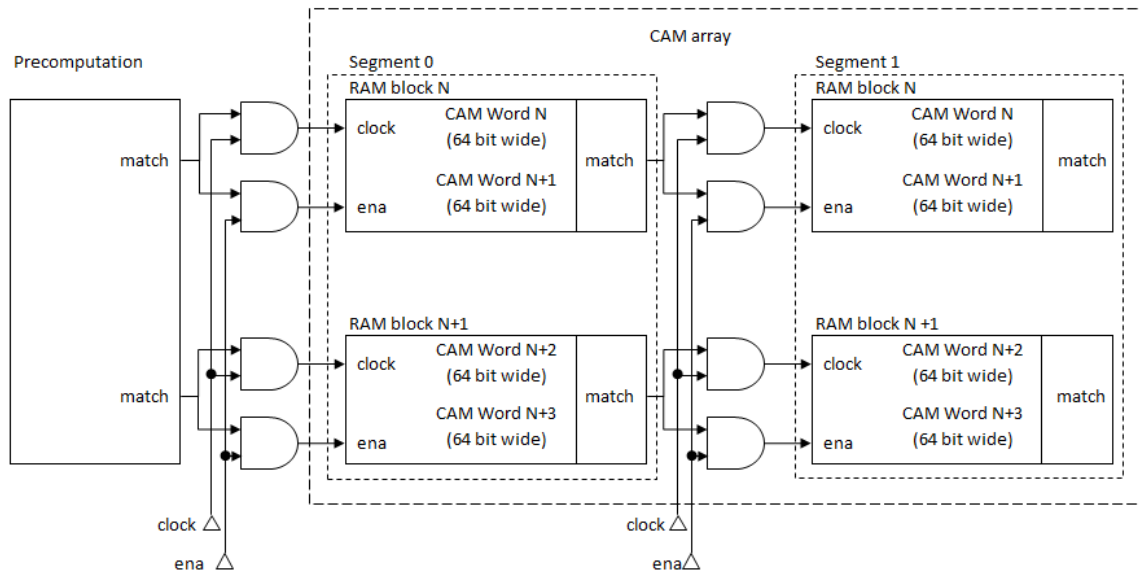 CAM array
Precomputation
Segment 0
Segment 1
RAM block N
RAM block N
CAM Word N
(64 bit wide)
CAM Word N+1
(64 bit wide)
clock
ena
match
match
CAM Word N
(64 bit wide)
CAM Word N+1
(64 bit wide)
clock
ena
match
RAM block N+1
RAM block N +1
match
clock
CAM Word N+2
(64 bit wide)
CAM Word N+3
(64 bit wide)
ena
match
clock
CAM Word N+2
(64 bit wide)
CAM Word N+3
(64 bit wide)
ena
match
clock
ena
clock
ena